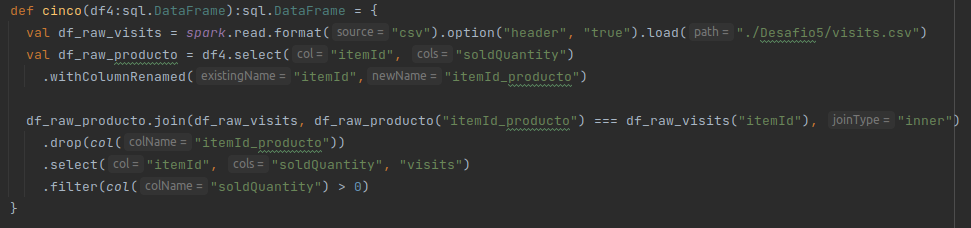 def cinco(df4:sql.DataFrame):sql.DataFrame = {
val df_raw_visits = spark.read.format( source = "csv").option("header", "true").load( path = "./Desafio5/visits.csv")
val df_raw_producto = df4.select( col = "itemId", cols = "soldQuantity")
.withColumnRenamed( existingName = "itemId", newName = "itemId_producto")
df_raw_producto.join(df_raw_visits, df_raw_producto("itemId_producto") === df_raw_visits("itemId"), joinType = "inner")
.drop(col( colName = "itemId_producto"))
.select( col = "itemId", cols = "soldQuantity", "visits")
.filter(col( colName = "soldQuantity") > 0)
}